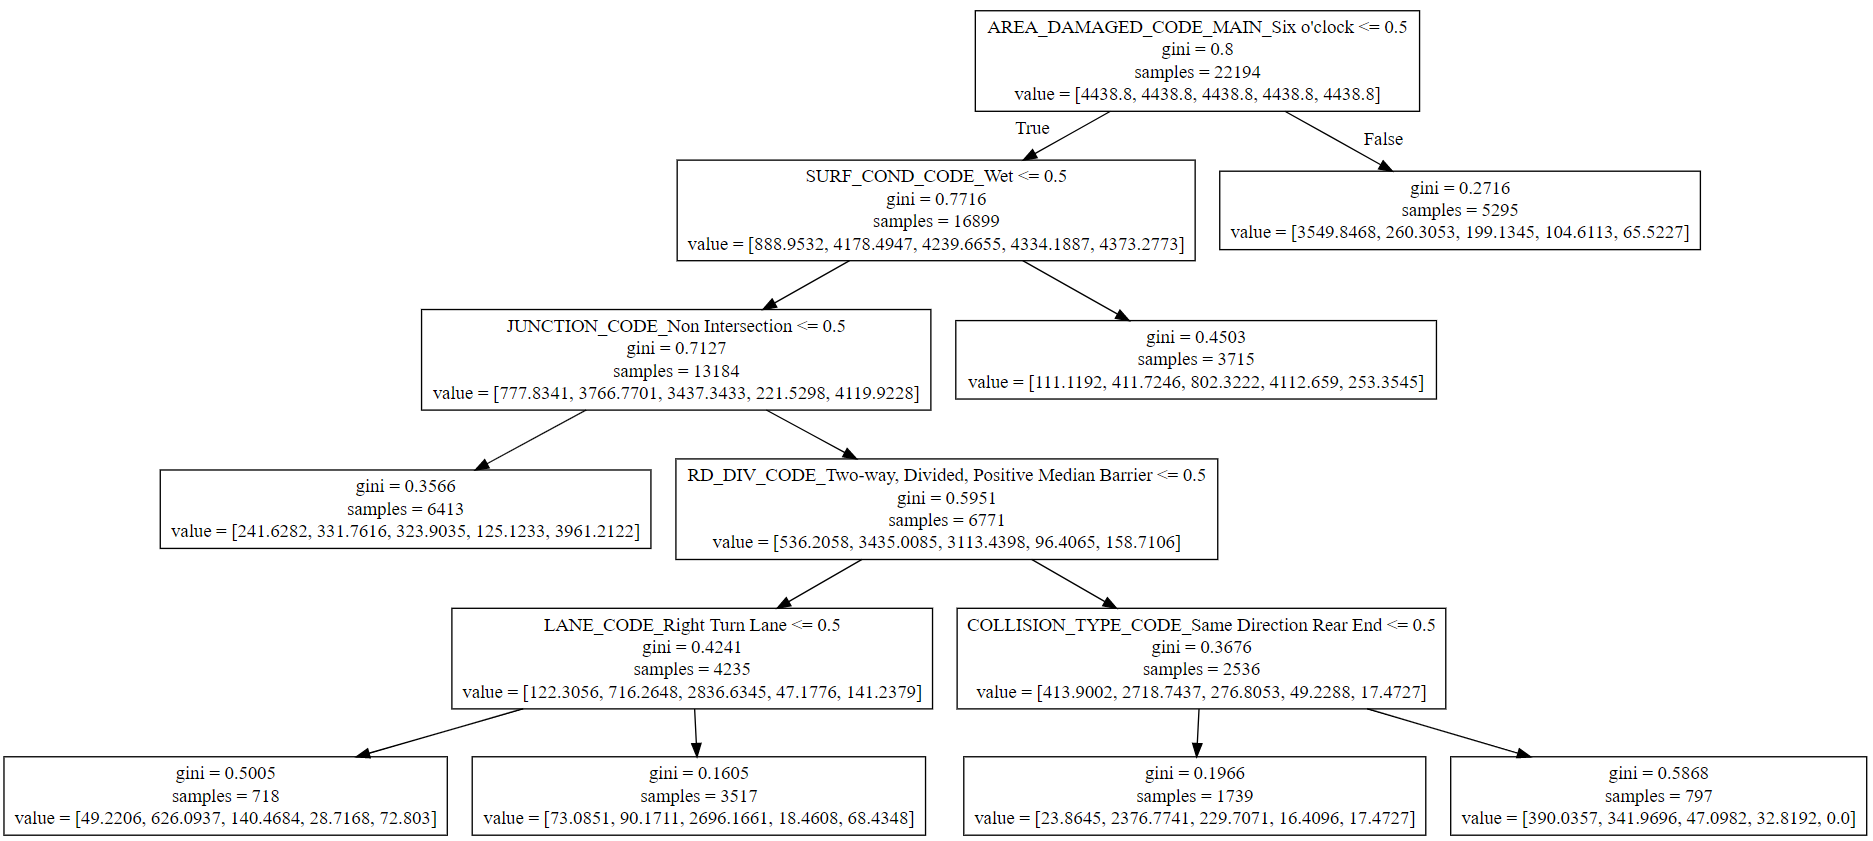 AREA_DAMAGED_CODE_MAIN_Six o'clock <= 0.5
gini = 0.8
samples = 22194
value = [4438.8, 4438.8, 4438.8, 4438.8, 4438.8]
True
False
SURF_COND_CODE_Wet <= 0.5
gini = 0.7716
samples = 16899
value = [888.9532, 4178.4947, 4239.6655, 4334.1887, 4373.2773]
gini = 0.2716
samples = 5295
value = [3549.8468, 260.3053, 199.1345, 104.6113, 65.5227]
JUNCTION_CODE_Non Intersection <= 0.5
gini = 0.7127
samples = 13184
value = [777.8341, 3766.7701, 3437.3433, 221.5298, 4119.9228]
gini = 0.4503
samples = 3715
value = [111.1192, 411.7246, 802.3222, 4112.659, 253.3545]
gini = 0.3566
samples = 6413
value = [241.6282, 331.7616, 323.9035, 125.1233, 3961.2122]
RD_DIV_CODE_Two-way, Divided, Positive Median Barrier <= 0.5
gini = 0.5951
samples = 6771
value = [536.2058, 3435.0085, 3113.4398, 96.4065, 158.7106]
LANE_CODE_Right Turn Lane <= 0.5
gini = 0.4241
samples = 4235
value = [122.3056, 716.2648, 2836.6345, 47.1776, 141.2379]
COLLISION_TYPE_CODE_Same Direction Rear End <= 0.5
gini = 0.3676
samples = 2536
value = [413.9002, 2718.7437, 276.8053, 49.2288, 17.4727]
gini = 0.5005
samples = 718
value = [49.2206, 626.0937, 140.4684, 28.7168, 72.803]
gini = 0.1605
samples = 3517
value = [73.0851, 90.1711, 2696.1661, 18.4608, 68.4348]
gini = 0.1966
samples = 1739
value = [23.8645, 2376.7741, 229.7071, 16.4096, 17.4727]
gini = 0.5868
samples = 797
value = [390.0357, 341.9696, 47.0982, 32.8192, 0.0]